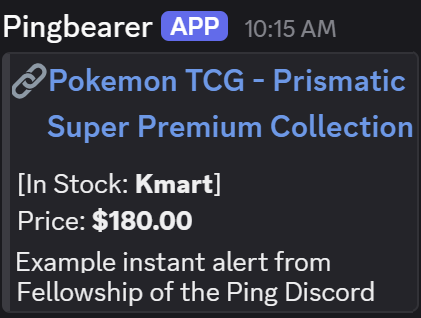 Pingbearer APP 10:15 AM
Pokemon TCG - Prismatic
Super Premium Collection
[In Stock: Kmart]
Price: $180.00
Example instant alert from
Fellowship of the Ping Discord